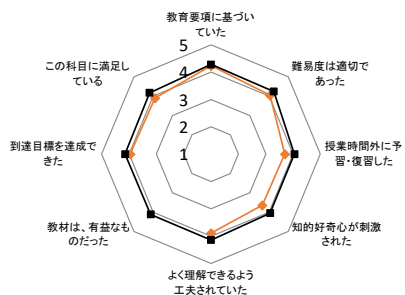 教育要項に基づい
ていた
難易度は適切で
あった
授業時間外に予
習・復習した
知的好奇心が刺激
された
よく理解できるよう
工夫されていた
教材は、有益なも
のだった
到達目標を達成で
きた
この科目に満足し
ている
5
4
3
2
1